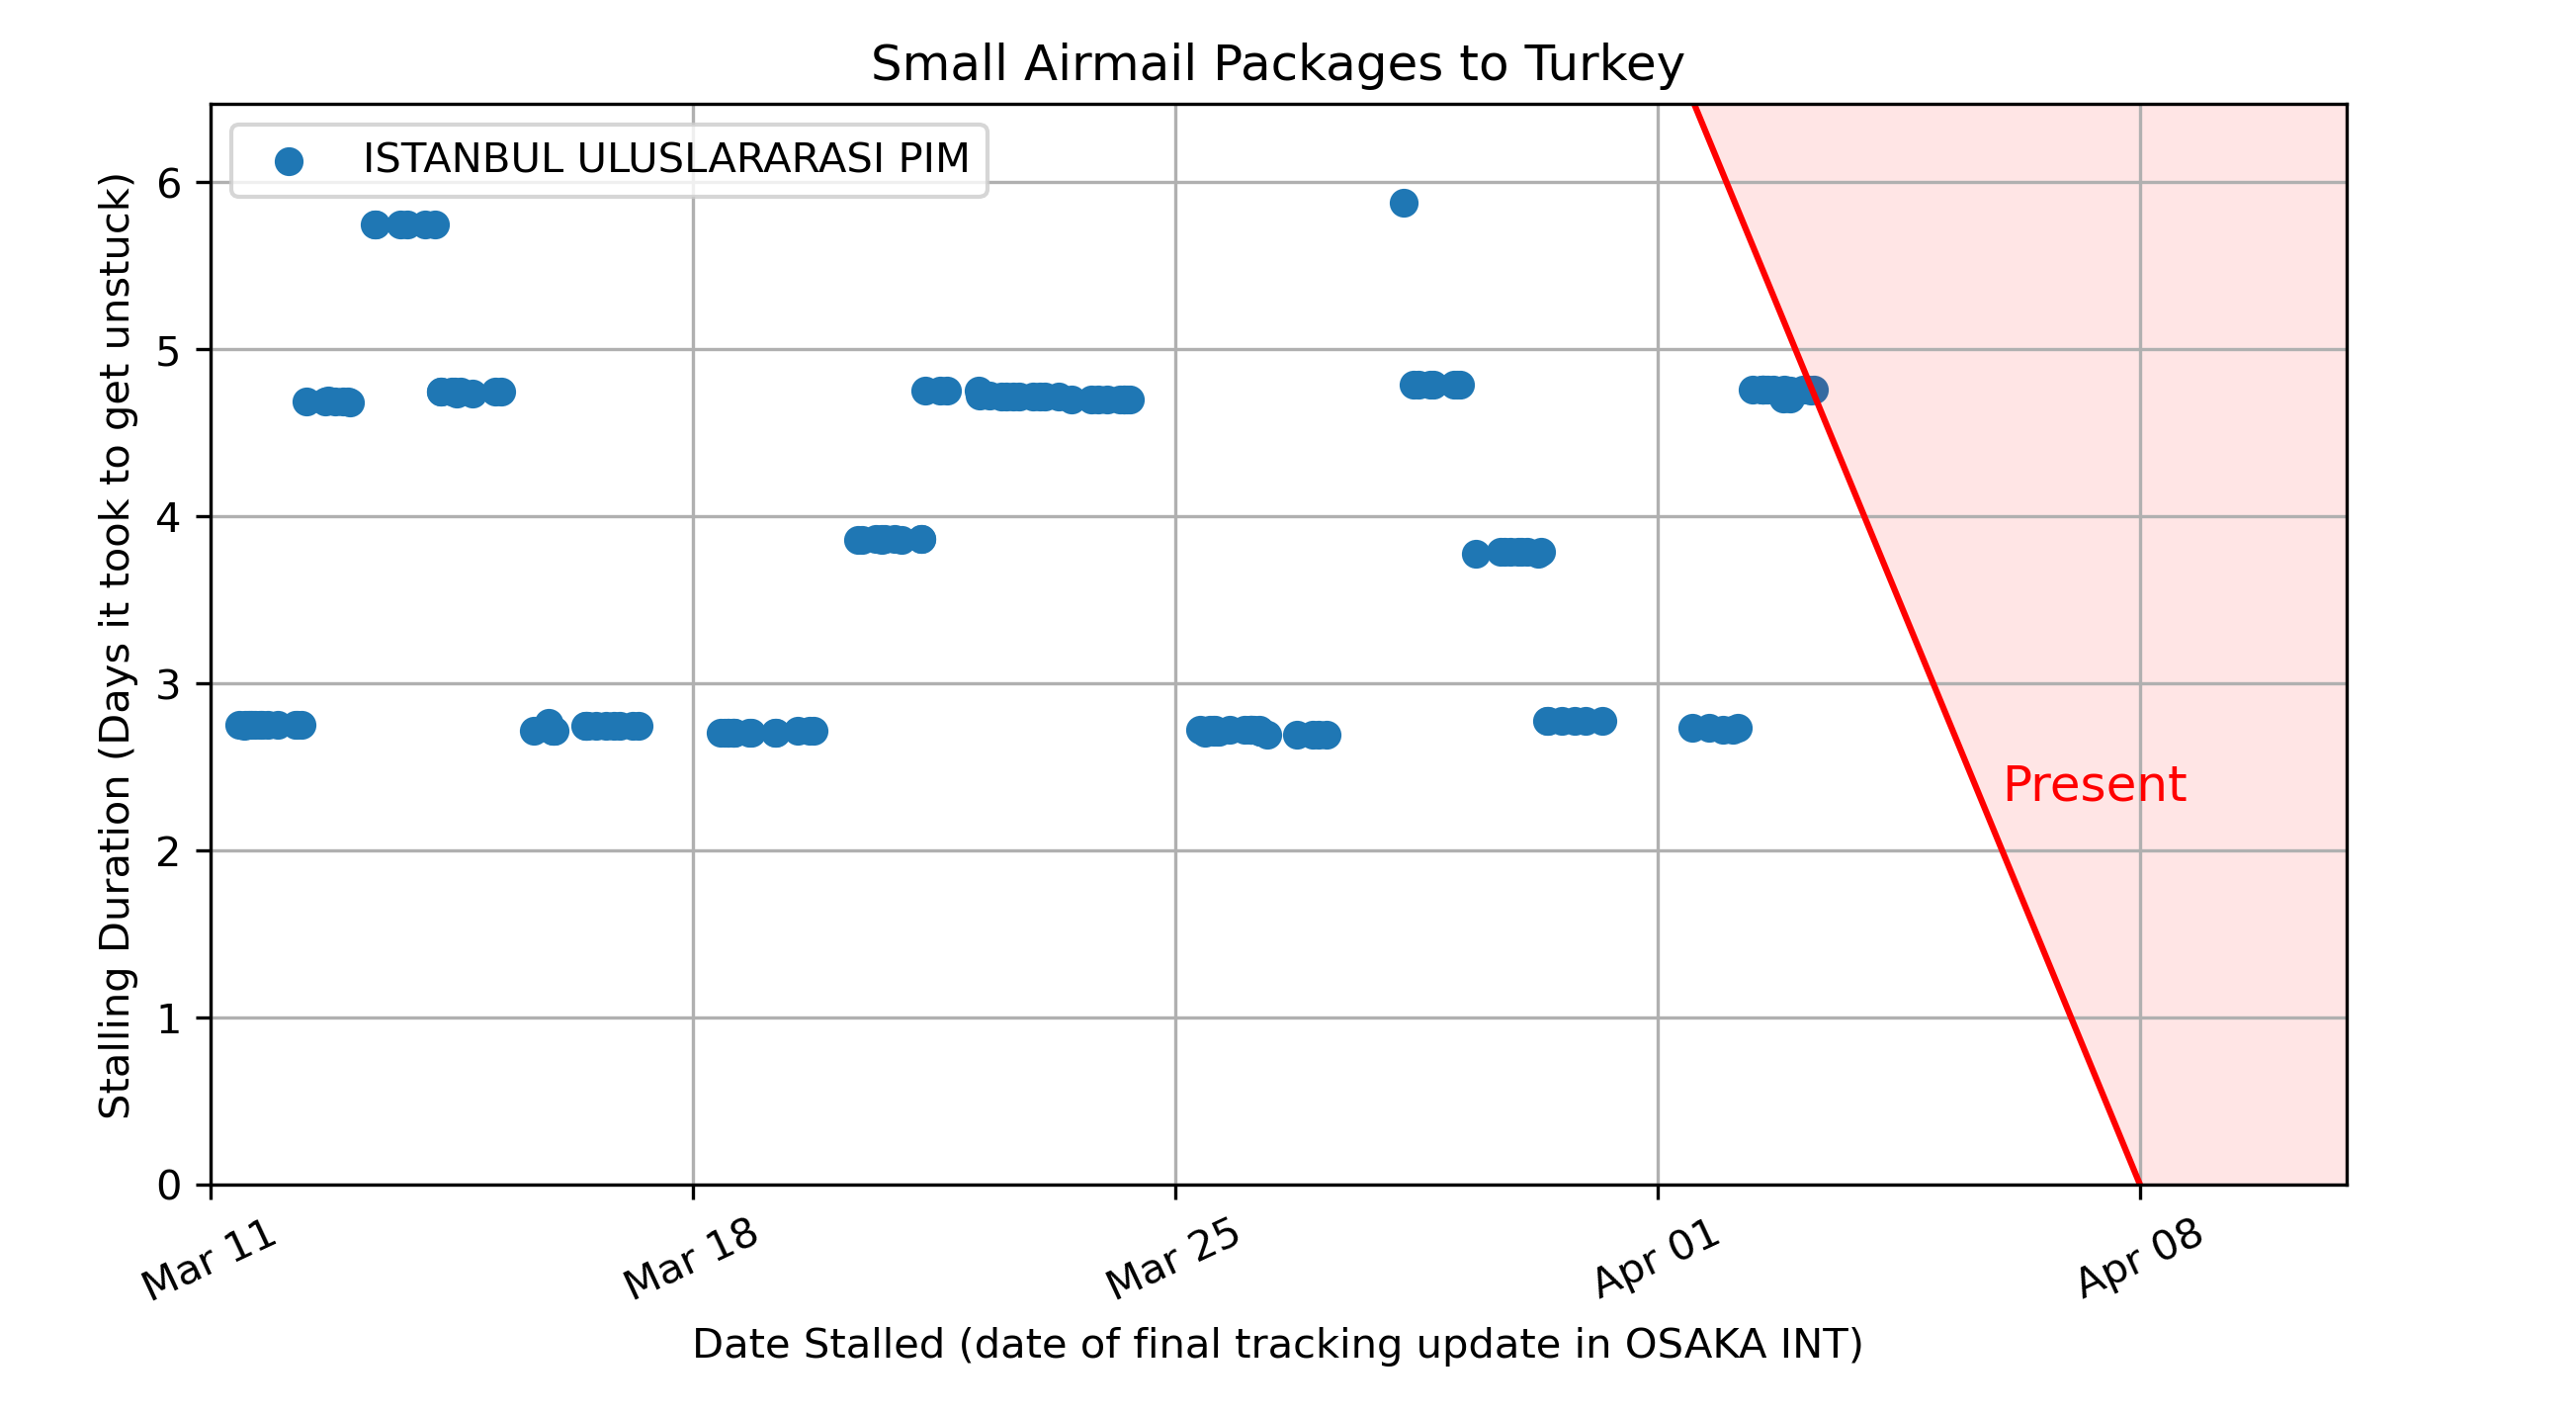 Small Airmail Packages to Turkey
ISTANBUL ULUSLARARASI PIM
Stalling Duration (Days it took to get unstuck)
6
5
4
3
2
1
0
Present
Mar 11
Mar 18
Mar 25
Apr 01
Apr 08
Date Stalled (date of final tracking update in OSAKA INT)